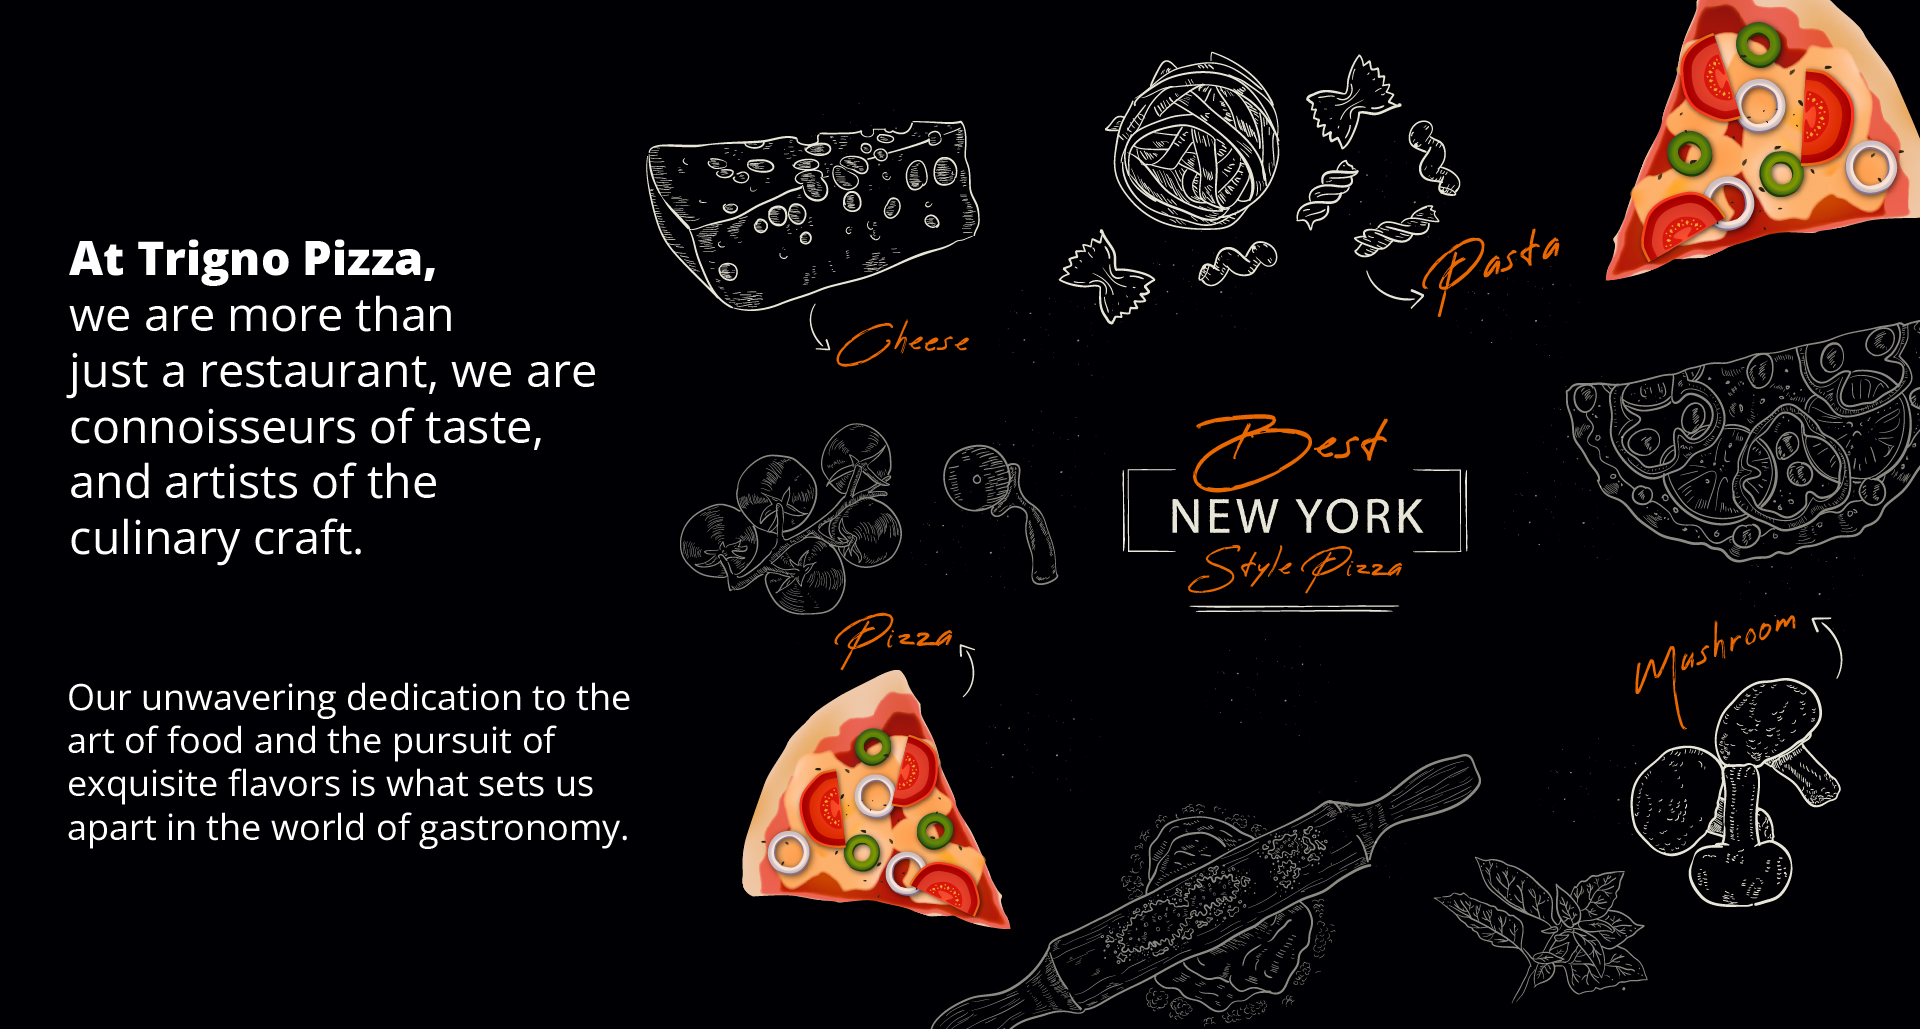 At Trigno Pizza,
we are more than
just a restaurant, we are
connoisseurs of taste,
and artists of the
culinary craft.
Our unwavering dedication to the
art of food and the pursuit of
exquisite flavors is what sets us
apart in the world of gastronomy.
Cheese
Pasta
Best
NEW YORK
Style Pizza
Pizza
Mushroom